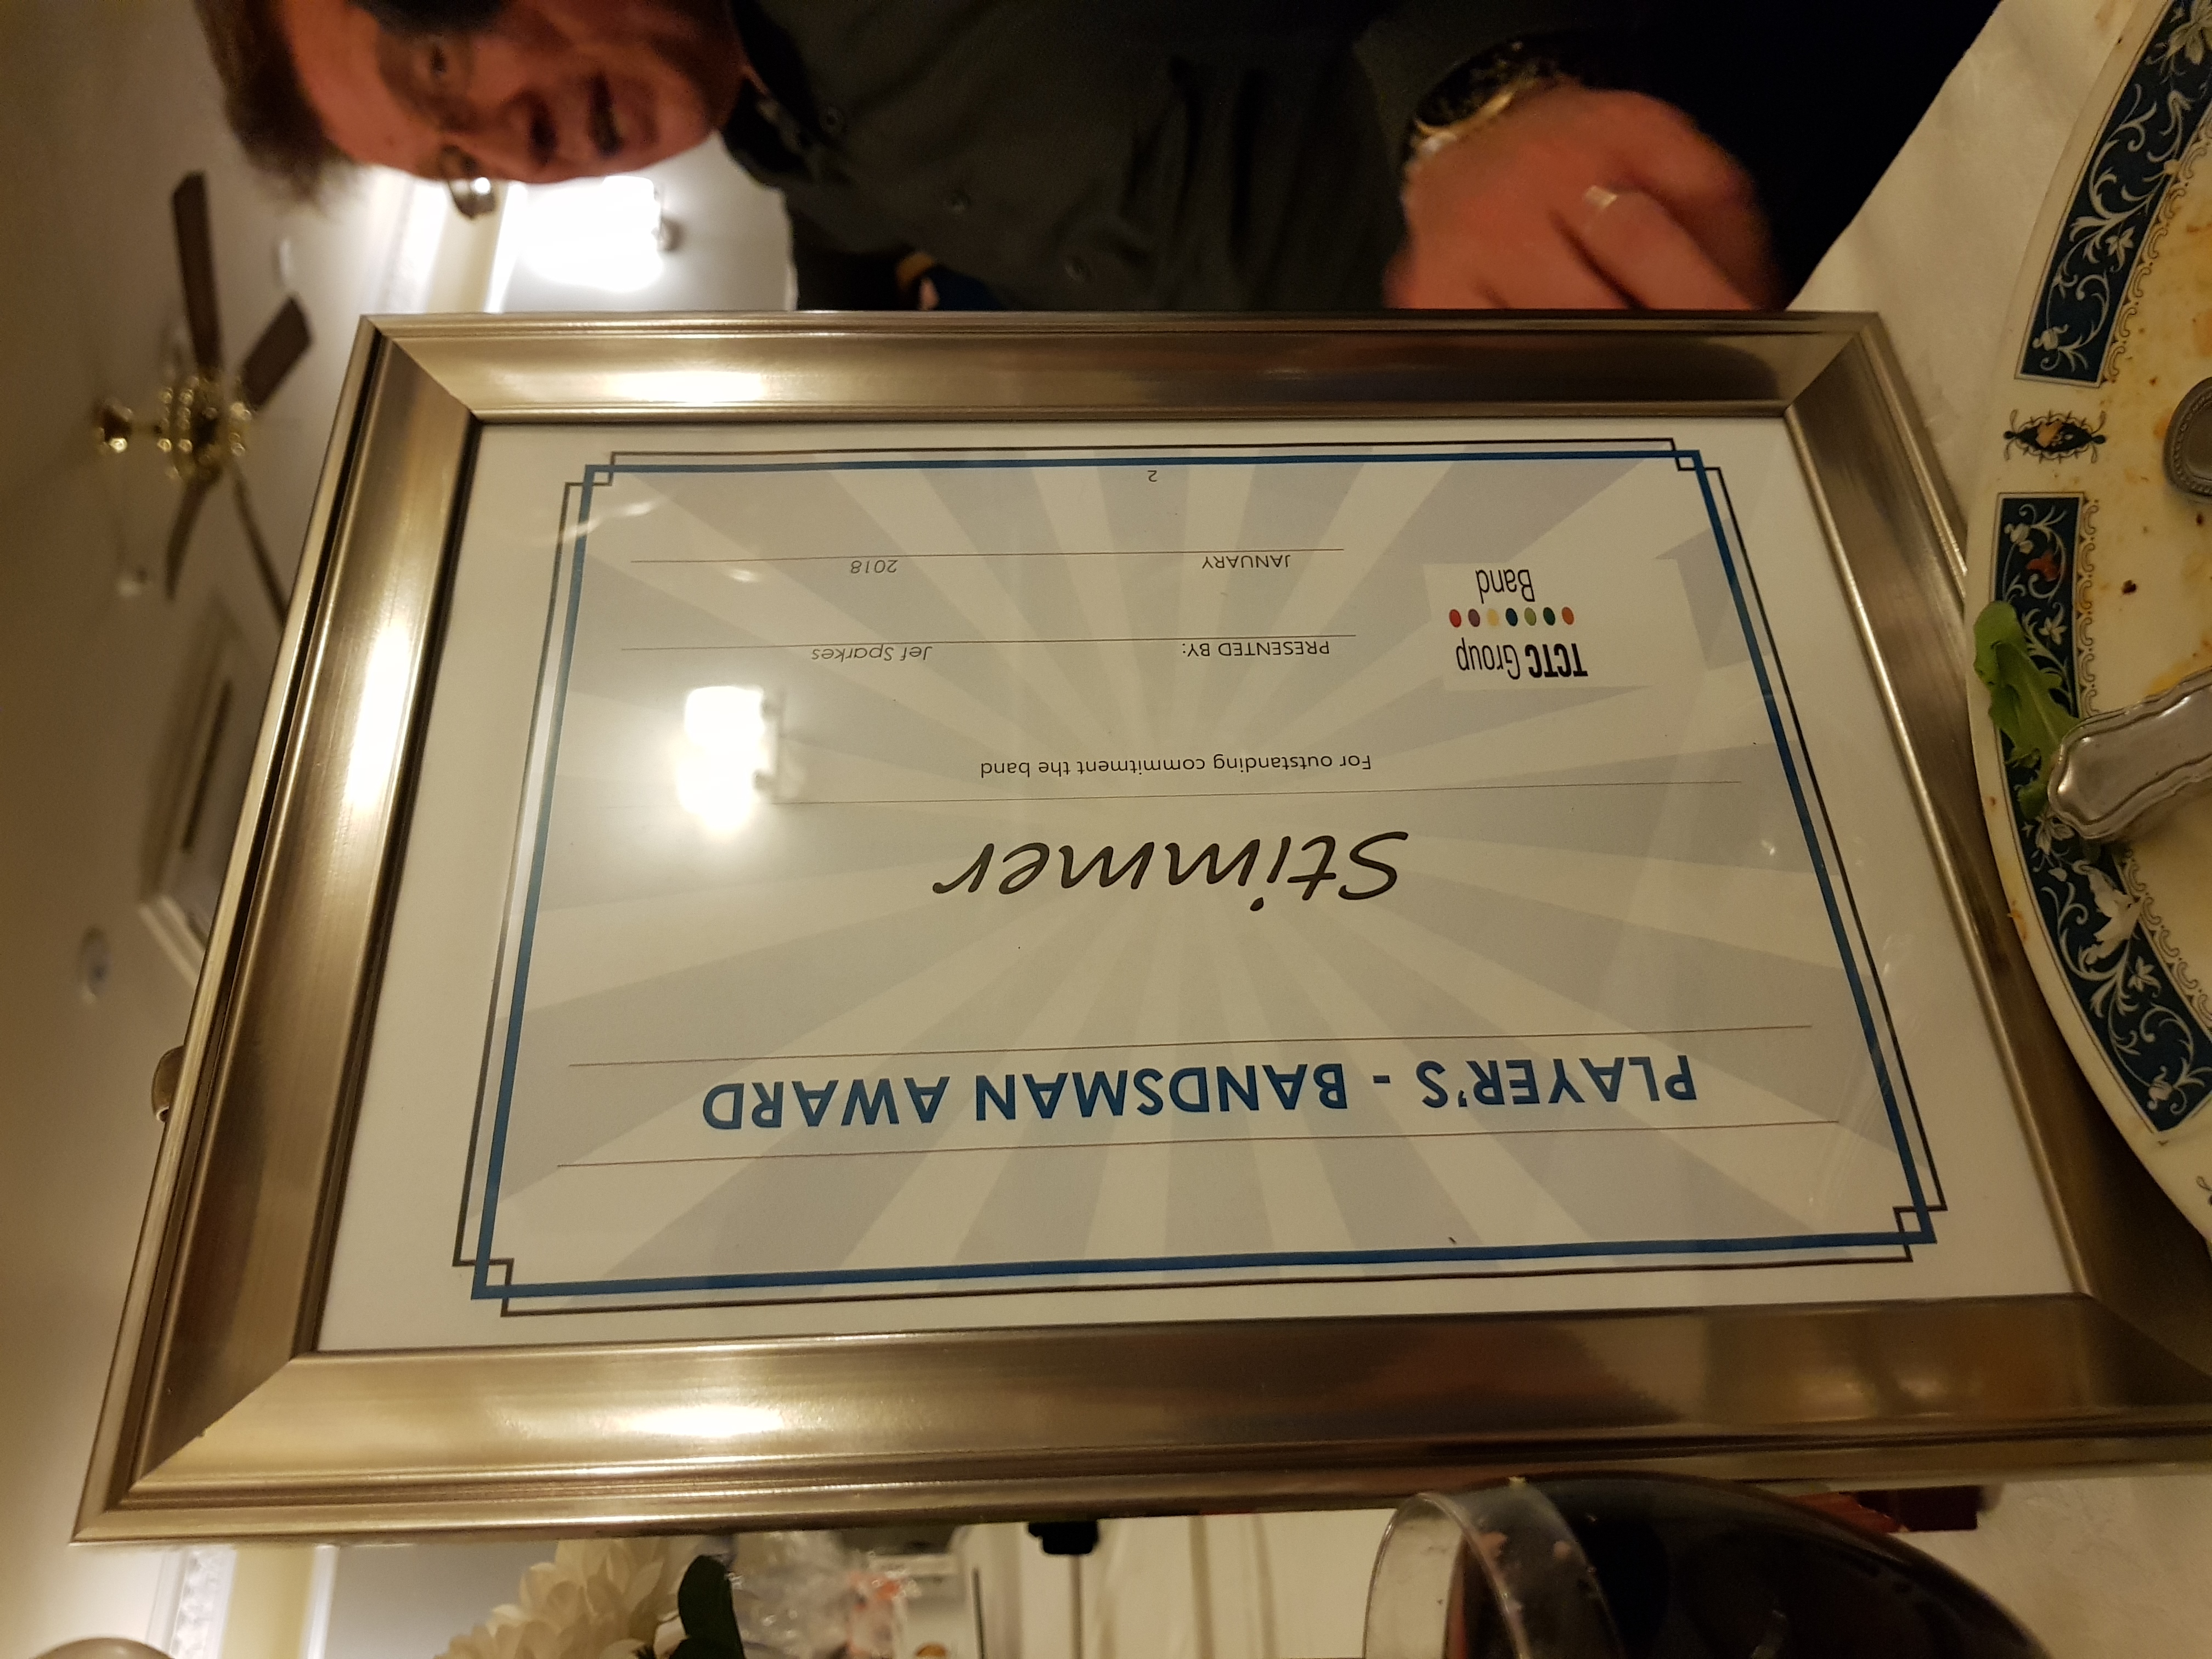 PLAYER'S - BANDSMAN AWARD
Stimmer
For outstanding commitment the band
TCTC Group
Band
PRESENTED BY: Jef Sparkes
JANUARY 2018
2